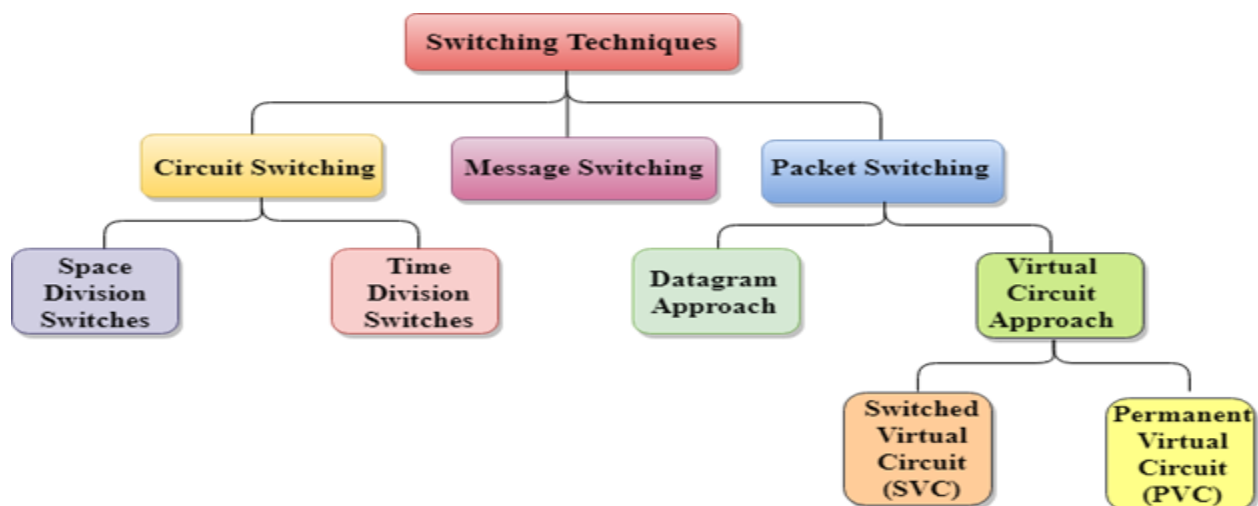 Switching Techniques
Circuit Switching
Message Switching
Packet Switching
Space
Division
Switches
Time
Division
Switches
Datagram
Approach
Virtual
Circuit
Approach
Switched
Virtual
Circuit
(SVC)
Permanent
Virtual
Circuit
(PVC)